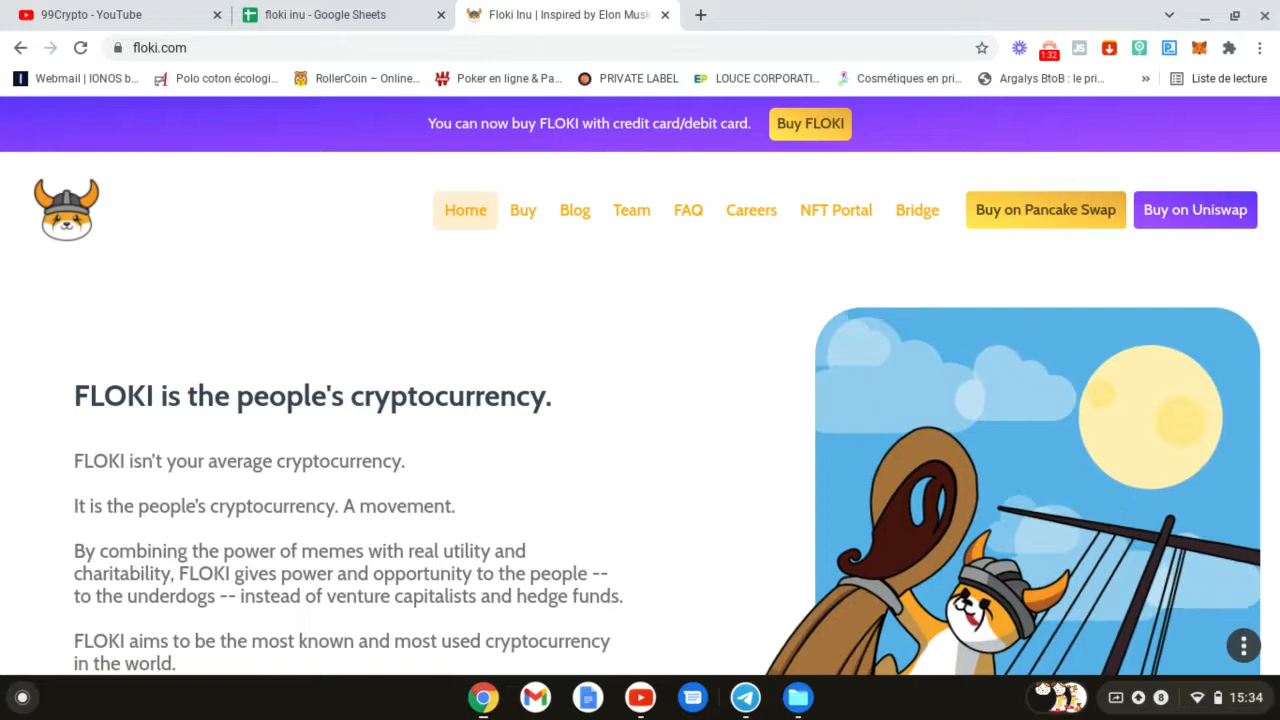 99Crypto - YouTube
floki inu - Google Sheets
Floki Inu | Inspired by Elon Musk
floki.com
1:32
JS
Webmail | IONOS b...
Polo coton écologi...
RollerCoin – Online...
Poker en ligne & Pa...
PRIVATE LABEL
EP
LOUCE CORPORATI...
Cosmétiques en pri...
Argalys BtoB : le pri...
»
Liste de lecture
You can now buy FLOKI with credit card/debit card.
Buy FLOKI
Home
Buy
Blog
Team
FAQ
Careers
NFT Portal
Bridge
Buy on Pancake Swap
Buy on Uniswap
FLOKI is the people's cryptocurrency.
FLOKI isn't your average cryptocurrency.
It is the people's cryptocurrency. A movement.
By combining the power of memes with real utility and
charitability, FLOKI gives power and opportunity to the people --
to the underdogs -- instead of venture capitalists and hedge funds.
FLOKI aims to be the most known and most used cryptocurrency
in the world.
8
15:34